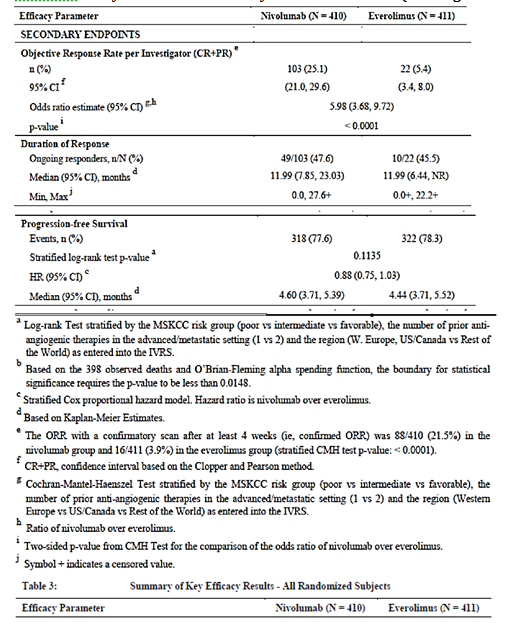 Efficacy Parameter Nivolumab (N = 410) Everolimus (N = 411)
SECONDARY ENDPOINTS
Objective Response Rate per Investigator (CR+PR) e
n (%) 103 (25.1) 22 (5.4)
95% CI f (21.0, 29.6) (3.4, 8.0)
Odds ratio estimate (95% CI) g,h 5.98 (3.68, 9.72)
p-value i < 0.0001
Duration of Response
Ongoing responders, n/N (%) 49/103 (47.6) 10/22 (45.5)
Median (95% CI), months d 11.99 (7.85, 23.03) 11.99 (6.44, NR)
Min, Max j 0.0, 27.6+ 0.0+, 22.2+
Progression-free Survival
Events, n (%) 318 (77.6) 322 (78.3)
Stratified log-rank test p-value a 0.1135
HR (95% CI) c 0.88 (0.75, 1.03)
Median (95% CI), months d 4.60 (3.71, 5.39) 4.44 (3.71, 5.52)
a Log-rank Test stratified by the MSKCC risk group (poor vs intermediate vs favorable), the number of prior anti-
angiogenic therapies in the advanced/metastatic setting (1 vs 2) and the region (W. Europe, US/Canada vs Rest of
the World) as entered into the IVRS.
b Based on the 398 observed deaths and O'Brian-Fleming alpha spending function, the boundary for statistical
significance requires the p-value to be less than 0.0148.
c Stratified Cox proportional hazard model. Hazard ratio is nivolumab over everolimus.
d Based on Kaplan-Meier Estimates.
e The ORR with a confirmatory scan after at least 4 weeks (ie, confirmed ORR) was 88/410 (21.5%) in the
nivolumab group and 16/411 (3.9%) in the everolimus group (stratified CMH test p-value: < 0.0001).
f CR+PR, confidence interval based on the Clopper and Pearson method.
g Cochran-Mantel-Haenszel Test stratified by the MSKCC risk group (poor vs intermediate vs favorable), the
number of prior anti-angiogenic therapies in the advanced/metastatic setting (1 vs 2) and the region (Western
Europe vs US/Canada vs Rest of the World) as entered into the IVRS.
h Ratio of nivolumab over everolimus.
i Two-sided p-value from CMH Test for the comparison of the odds ratio of nivolumab over everolimus.
j Symbol + indicates a censored value.
Table 3: Summary of Key Efficacy Results - All Randomized Subjects
Efficacy Parameter Nivolumab (N = 410) Everolimus (N = 411)